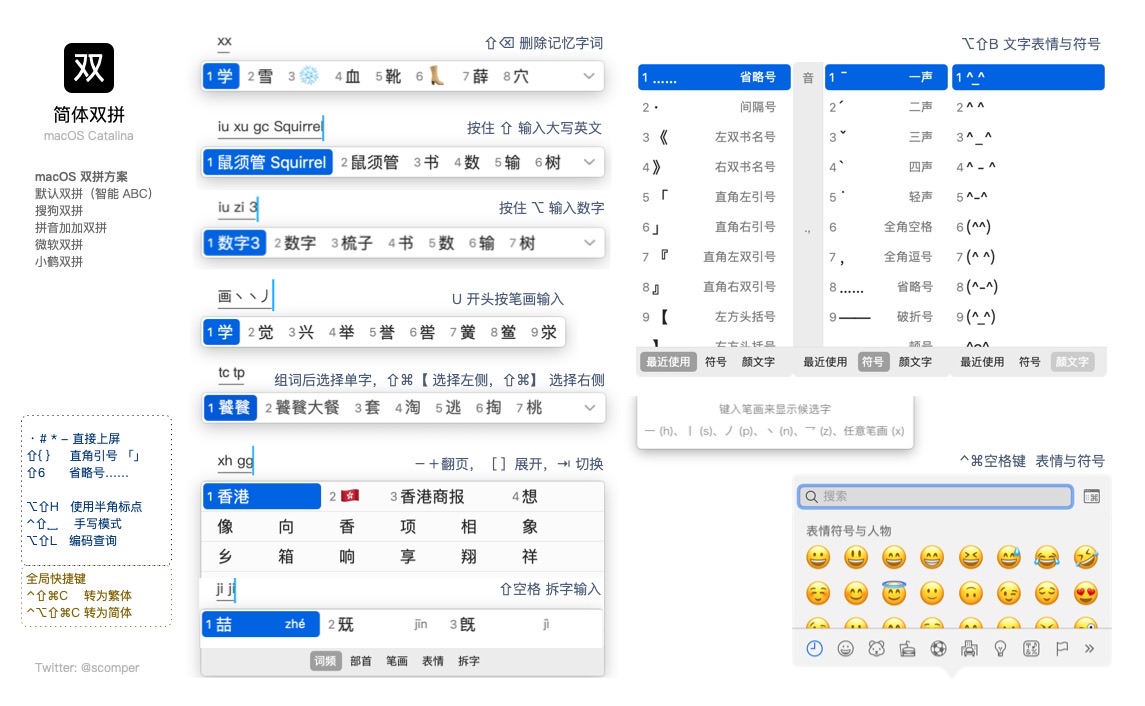 双
简体双拼
macOS Catalina
macOS 双拼方案
默认双拼（智能 ABC）
搜狗双拼
拼音加加双拼
微软双拼
小鹤双拼
· # * – 直接上屏
⇧{ } 直角引号 「」
⇧6 省略号……
⌥⇧H 使用半角标点
^⇧⎵ 手写模式
⌥⇧L 编码查询
全局快捷键
^⇧⌘C 转为繁体
^⌥⇧⌘C 转为简体
Twitter: @scomper
xx
⇧⌫ 删除记忆字词
1 学 2 雪 3 ❄️ 4 血 5 靴 6 👢 7 薛 8 穴
iu xu gc Squirrel
按住 ⇧ 输入大写英文
1 鼠须管 Squirrel 2 鼠须管 3 书 4 数 5 输 6 树
iu zi 3
按住 ⌥ 输入数字
1 数字3 2 数字 3 梳子 4 书 5 数 6 输 7 树
画丶丶丿
U 开头按笔画输入
1 学 2 觉 3 兴 4 举 5 誉 6 喾 7 黉 8 鲎 9 泶
tc tp
组词后选择单字，⇧⌘【 选择左侧，⇧⌘】 选择右侧
1 饕餮 2 饕餮大餐 3 套 4 淘 5 逃 6 掏 7 桃
xh gg
－＋翻页， [ ] 展开，⇥ 切换
1 香港 2 🇭🇰 3 香港商报 4 想
像 向 香 项 相 象
乡 箱 响 享 翔 祥
ji ji
⇧空格 拆字输入
1 喆 zhé 2 兓 jīn 3 旣 jì
词频 部首 笔画 表情 拆字
⌥⇧B 文字表情与符号
1 …… 省略号
2 · 间隔号
3 《 左双书名号
4 》 右双书名号
5 「 直角左引号
6 」 直角右引号
7 『 直角左双引号
8 』 直角右双引号
9 【 左方头括号
】 右方头括号
最近使用 符号 颜文字
音
.,
1 ˉ 一声
2 ˊ 二声
3 ˇ 三声
4 ˋ 四声
5 ˙ 轻声
6 全角空格
7 ， 全角逗号
8 …… 省略号
9 —— 破折号
顿号
最近使用 符号 颜文字
1 ^_^
2 ^ ^
3 ^_^
4 ^ - ^
5 ^-^
6 (^^)
7 (^ ^)
8 (^-^)
9 (^_^)
^o^
最近使用 符号 颜文字
键入笔画来显示候选字
一 (h)、丨 (s)、丿 (p)、丶 (n)、乛 (z)、任意笔画 (x)
^⌘空格键 表情与符号
搜索
表情符号与人物